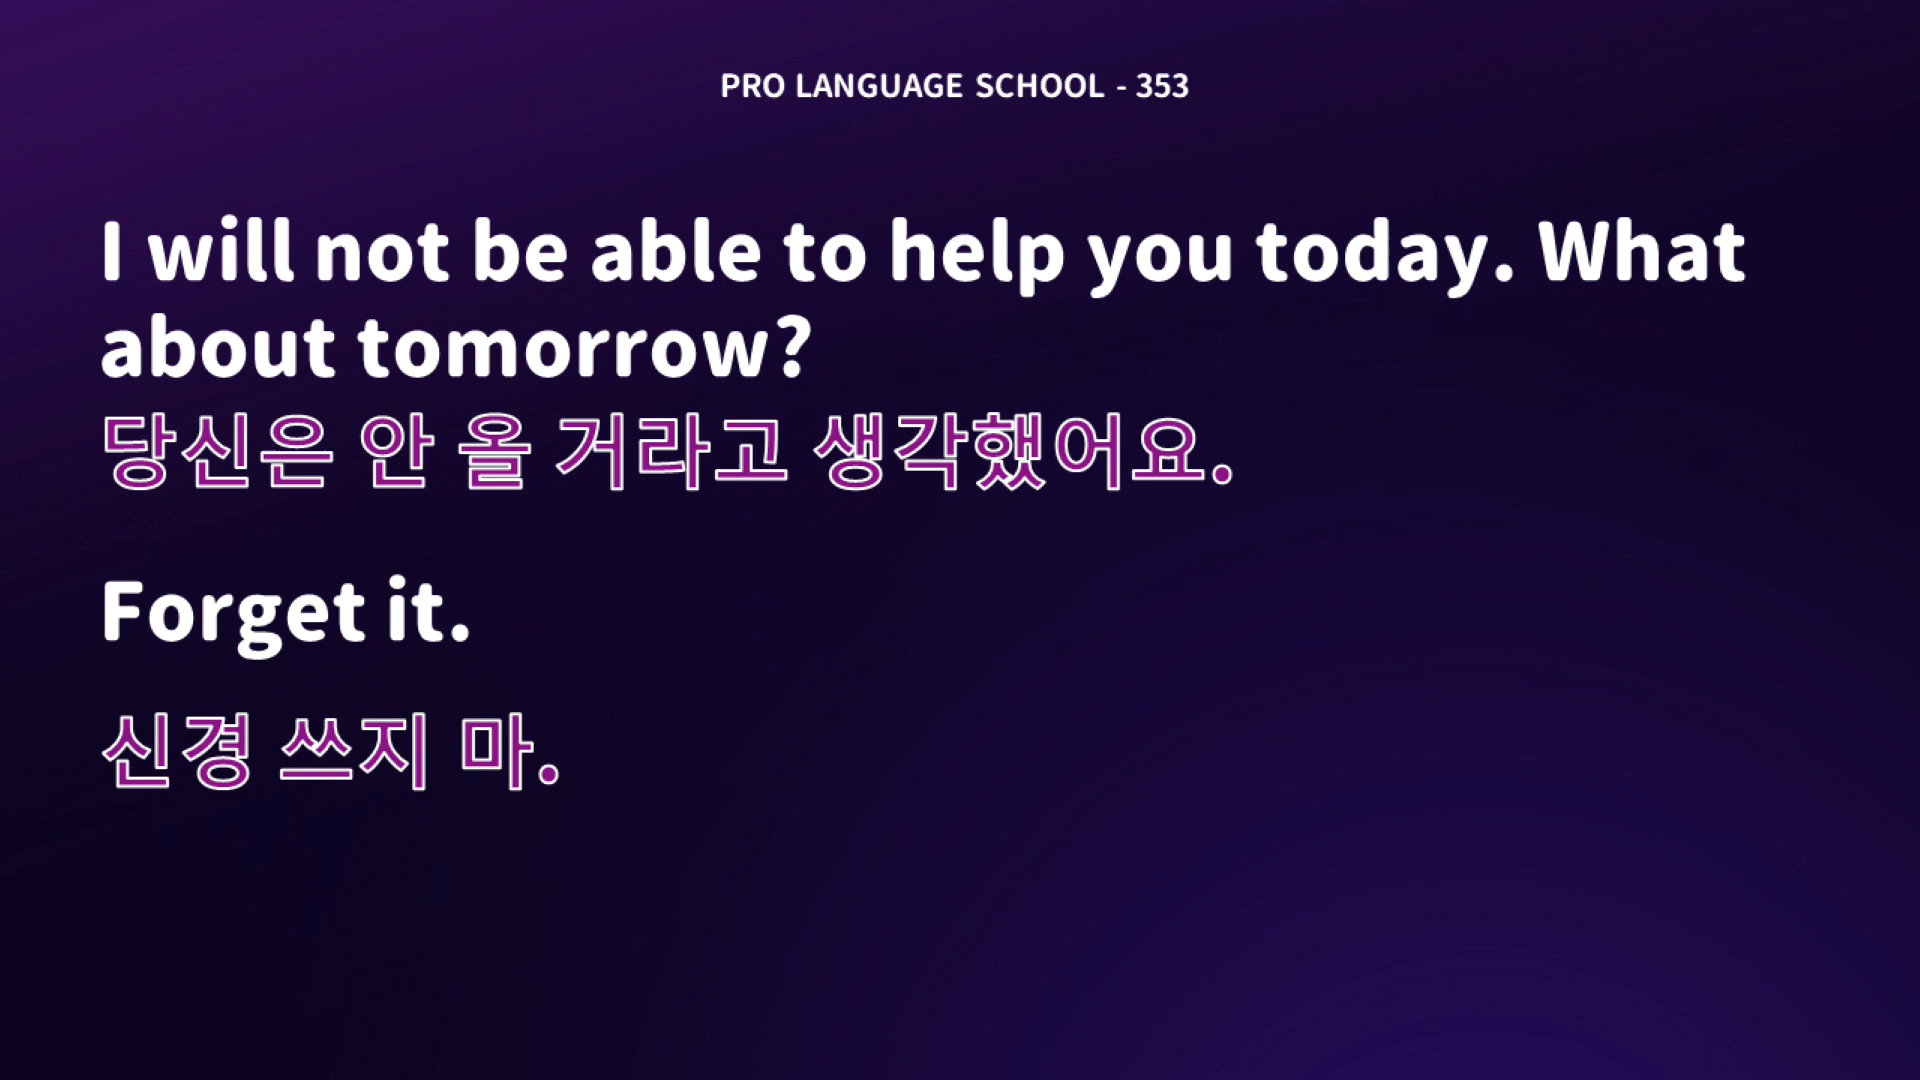 PRO LANGUAGE SCHOOL - 353
I will not be able to help you today. What
about tomorrow?
당신은 안 올 거라고 생각했어요.
Forget it.
신경 쓰지 마.